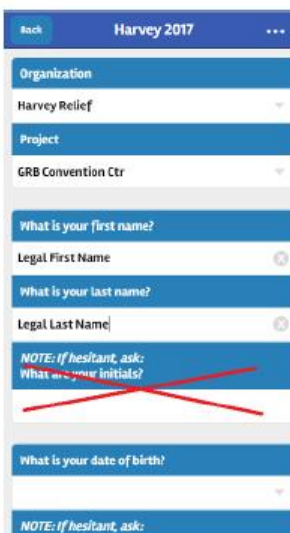 Back
Harvey 2017
...
Organization
Harvey Relief
Project
GRB Convention Ctr
What is your first name?
Legal First Name
What is your last name?
Legal Last Name
NOTE: If hesitant, ask:
What are your initials?
What is your date of birth?
NOTE: If hesitant, ask: